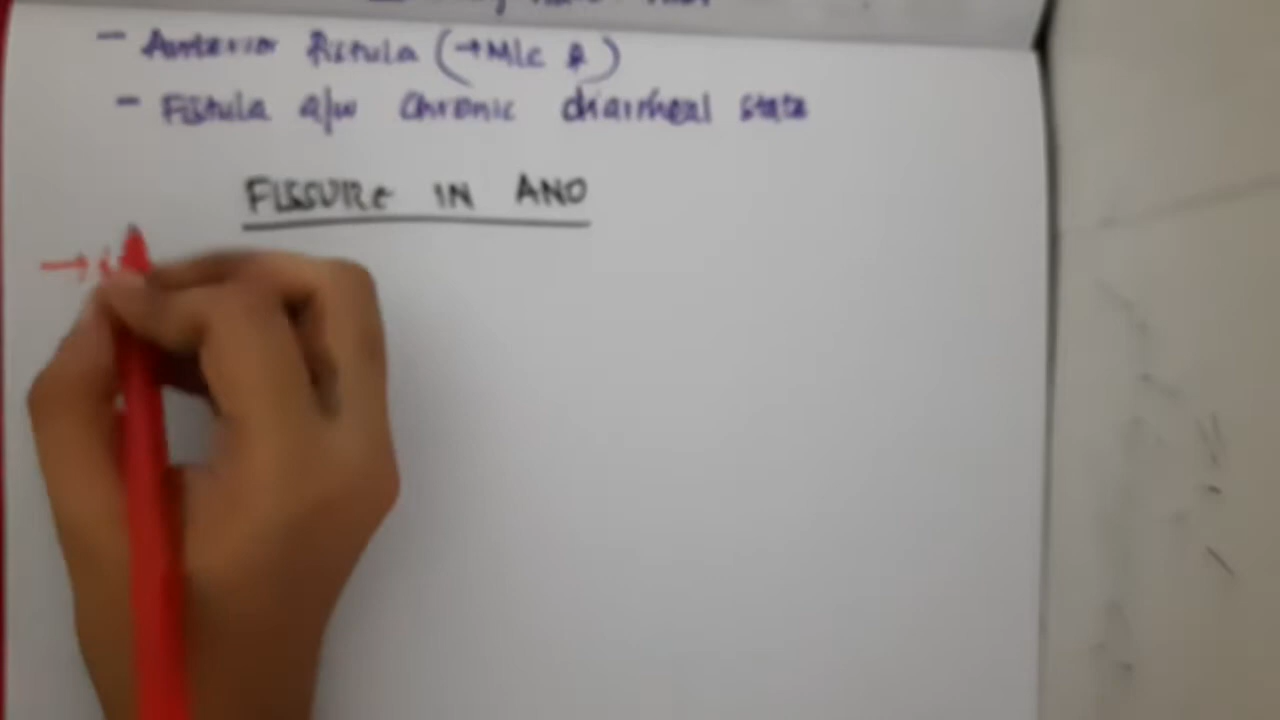 - Anterior fistula (→ M/c
- Fistula a/w chronic diarrheal state
FISSURE IN ANO
→